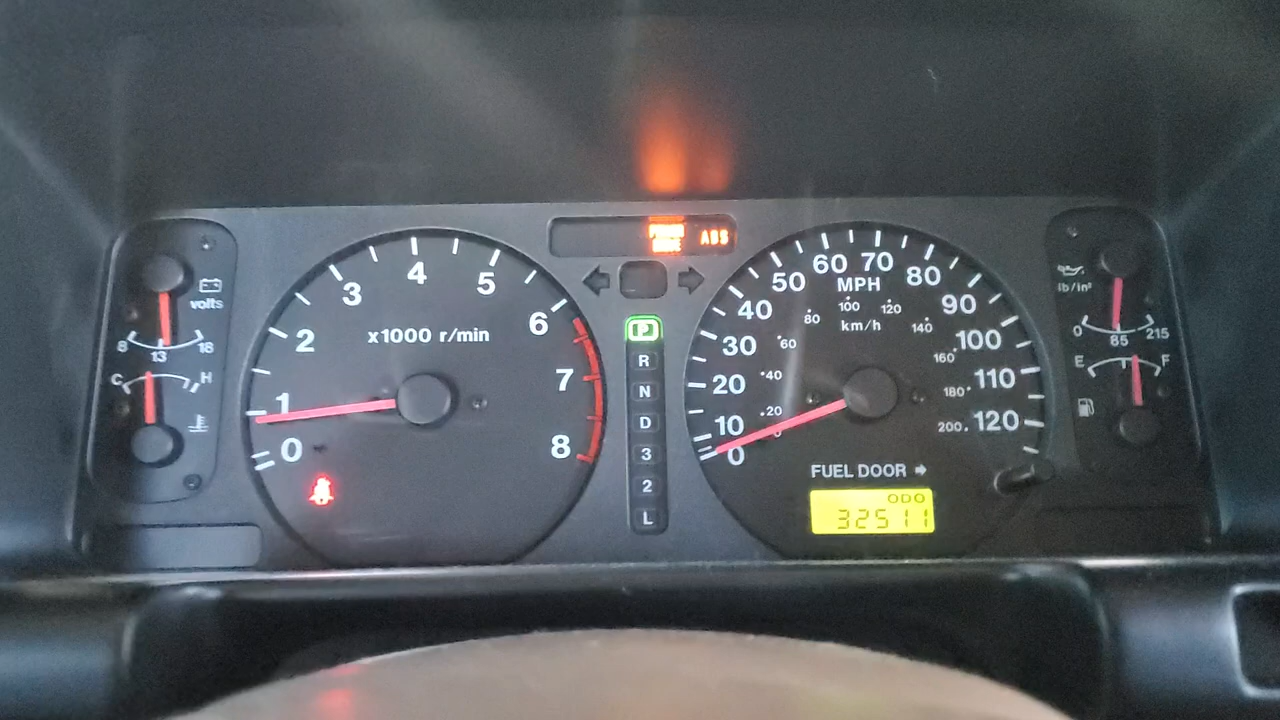 POWER
MODE
ABS
volts
8 13 18
C H
x1000 r/min
0 1 2 3 4 5 6 7 8
P
R
N
D
3
2
L
MPH
0 10 20 30 40 50 60 70 80 90 100 110 120
km/h
20 40 60 80 100 120 140 160 180 200
FUEL DOOR
ODO
32511
lb/in²
0 85 215
E F